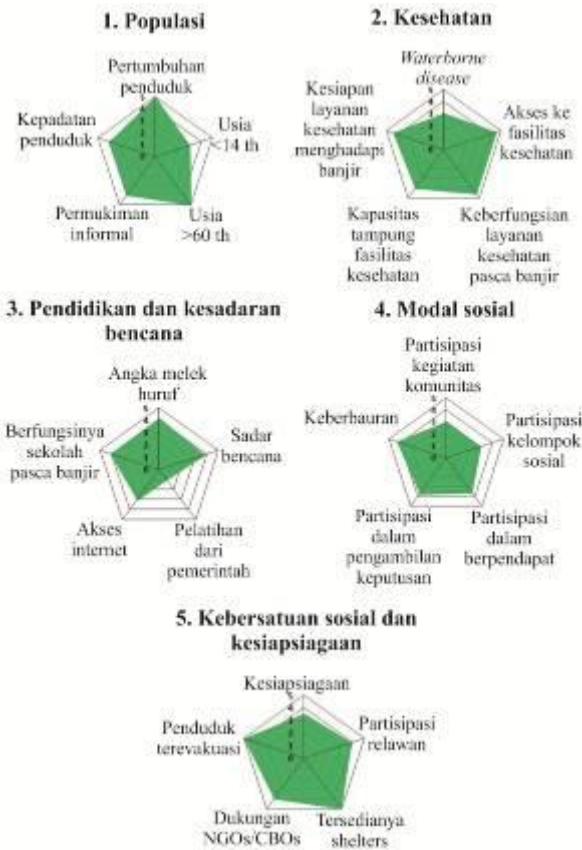 1. Populasi
Pertumbuhan
penduduk
Kepadatan
penduduk
Usia
<14 th
Permukiman
informal
Usia
>60 th
2. Kesehatan
Waterborne
disease
Kesiapan
layanan
kesehatan
menghadapi
banjir
Akses ke
fasilitas
kesehatan
Kapasitas
tampung
fasilitas
kesehatan
Keberfungsian
layanan
kesehatan
pasca banjir
3. Pendidikan dan kesadaran
bencana
Angka melek
huruf
Berfungsinya
sekolah
pasca banjir
Sadar
bencana
Akses
internet
Pelatihan
dari
pemerintah
4. Modal sosial
Partisipasi
kegiatan
komunitas
Keberbauran
Partisipasi
kelompok
sosial
Partisipasi
dalam
pengambilan
keputusan
Partisipasi
dalam
berpendapat
5. Kebersatuan sosial dan
kesiapsiagaan
Kesiapsiagaan
Penduduk
terevakuasi
Partisipasi
relawan
Dukungan
NGOs/CBOs
Tersedianya
shelters